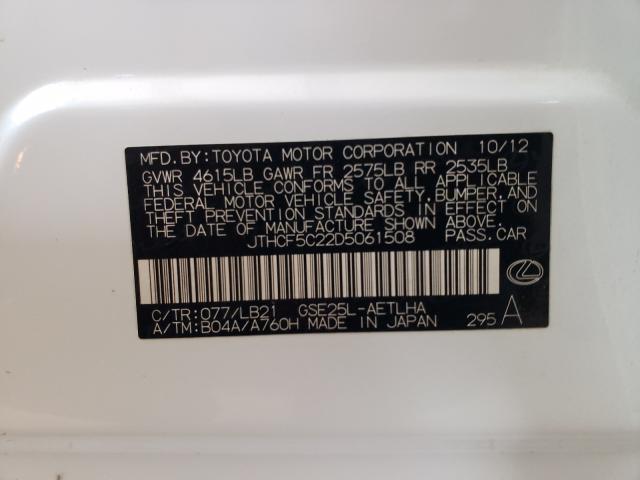 MFD.BY:TOYOTA MOTOR CORPORATION 10/12
GVWR 4615LB GAWR FR 2575LB RR 2535LB
THIS VEHICLE CONFORMS TO ALL APPLICABLE
FEDERAL MOTOR VEHICLE SAFETY,BUMPER,AND
THEFT PREVENTION STANDARDS IN EFFECT ON
THE DATE OF MANUFACTURE SHOWN ABOVE.
JTHCF5C22D5061508 PASS.CAR
C/TR:077/LB21 GSE25L-AETLHA
A/TM:B04A/A760H MADE IN JAPAN 295 A